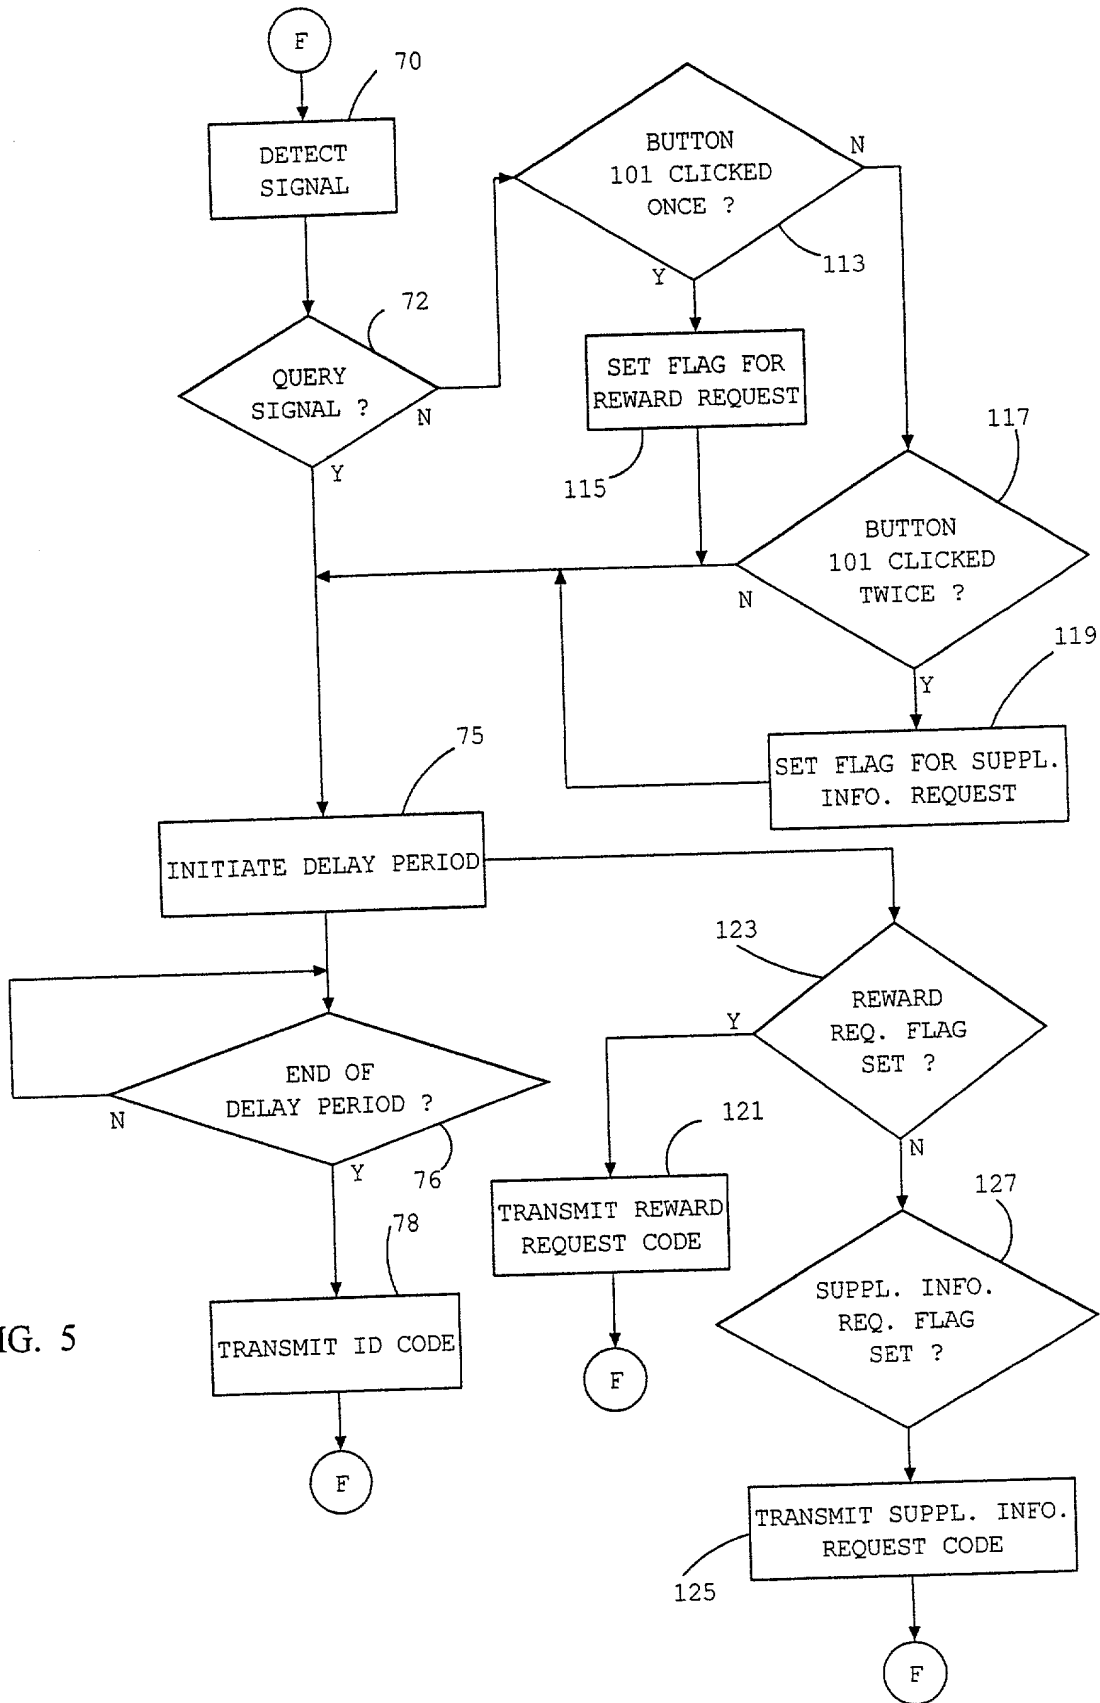 F
70
DETECT
SIGNAL
BUTTON
101 CLICKED
ONCE ?
N
113
Y
72
QUERY
SIGNAL ?
N
Y
SET FLAG FOR
REWARD REQUEST
115
117
BUTTON
101 CLICKED
TWICE ?
N
Y
119
SET FLAG FOR SUPPL.
INFO. REQUEST
75
INITIATE DELAY PERIOD
123
REWARD
REQ. FLAG
SET ?
Y
N
END OF
DELAY PERIOD ?
N
Y
76
121
TRANSMIT REWARD
REQUEST CODE
127
SUPPL. INFO.
REQ. FLAG
SET ?
78
TRANSMIT ID CODE
IG. 5
F
F
TRANSMIT SUPPL. INFO.
REQUEST CODE
125
F